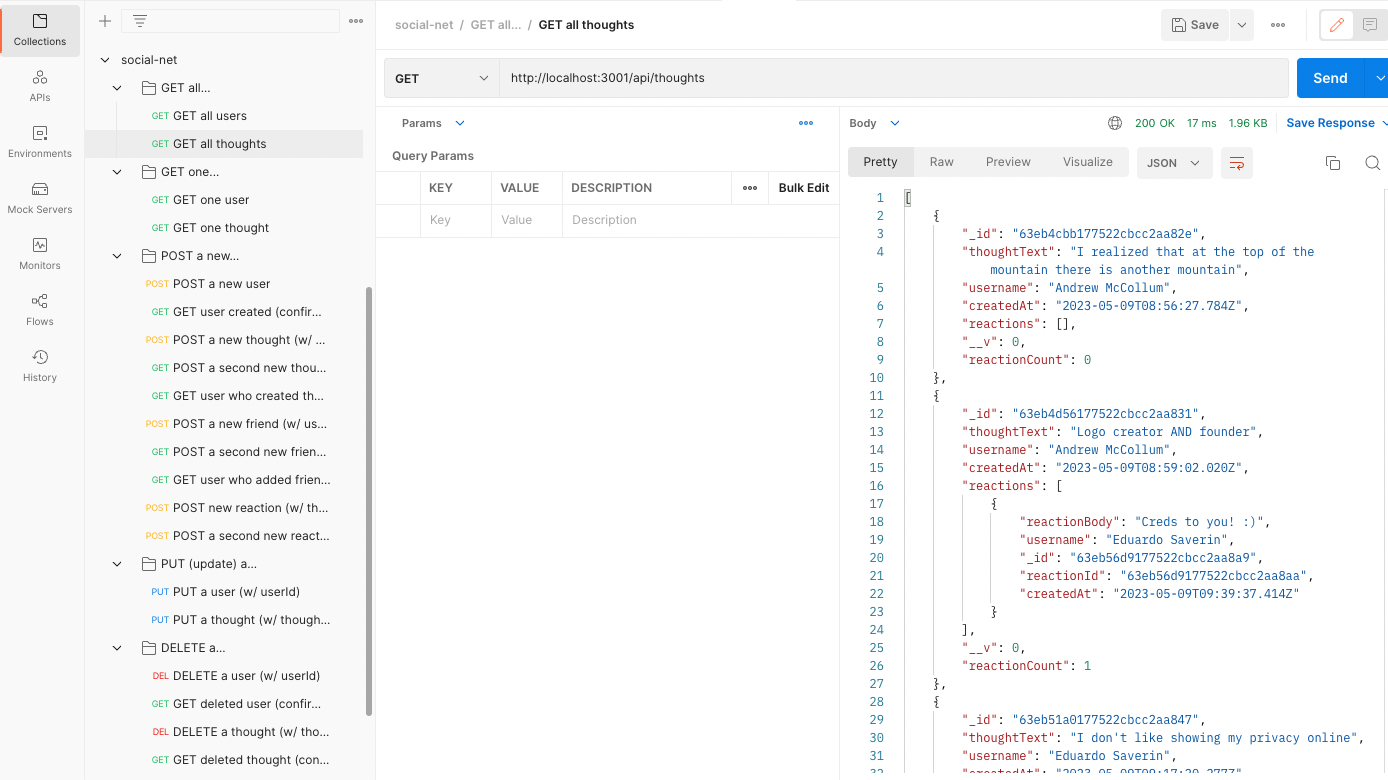 Collections
APIs
Environments
Mock Servers
Monitors
Flows
History
social-net
GET all...
GET GET all users
GET GET all thoughts
GET one...
GET GET one user
GET GET one thought
POST a new...
POST POST a new user
GET GET user created (confir...
POST POST a new thought (w/ ...
GET POST a second new thou...
GET GET user who created th...
POST POST a new friend (w/ us...
GET POST a second new frien...
GET GET user who added frien...
POST POST new reaction (w/ th...
POST POST a second new react...
PUT (update) a...
PUT PUT a user (w/ userId)
PUT PUT a thought (w/ though...
DELETE a...
DEL DELETE a user (w/ userId)
GET GET deleted user (confir...
DEL DELETE a thought (w/ tho...
GET GET deleted thought (con...
social-net / GET all... / GET all thoughts
Save
GET http://localhost:3001/api/thoughts
Send
Params
Query Params
KEY VALUE DESCRIPTION Bulk Edit
Key Value Description
Body 200 OK 17 ms 1.96 KB Save Response
Pretty Raw Preview Visualize JSON
1 [
2 {
3 "_id": "63eb4cbb177522cbcc2aa82e",
4 "thoughtText": "I realized that at the top of the
mountain there is another mountain",
5 "username": "Andrew McCollum",
6 "createdAt": "2023-05-09T08:56:27.784Z",
7 "reactions": [],
8 "__v": 0,
9 "reactionCount": 0
10 },
11 {
12 "_id": "63eb4d56177522cbcc2aa831",
13 "thoughtText": "Logo creator AND founder",
14 "username": "Andrew McCollum",
15 "createdAt": "2023-05-09T08:59:02.020Z",
16 "reactions": [
17 {
18 "reactionBody": "Creds to you! :)",
19 "username": "Eduardo Saverin",
20 "_id": "63eb56d9177522cbcc2aa8a9",
21 "reactionId": "63eb56d9177522cbcc2aa8aa",
22 "createdAt": "2023-05-09T09:39:37.414Z"
23 }
24 ],
25 "__v": 0,
26 "reactionCount": 1
27 },
28 {
29 "_id": "63eb51a0177522cbcc2aa847",
30 "thoughtText": "I don't like showing my privacy online",
31 "username": "Eduardo Saverin",
32 "createdAt": "2023-05-09T09:17:20.277Z",